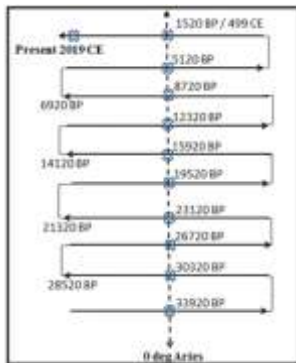 1520 BP / 499 CE
Present 2019 CE
5120 BP
8720 BP
6920 BP
12320 BP
15920 BP
14120 BP
19520 BP
23120 BP
21320 BP
26720 BP
30320 BP
28520 BP
33920 BP
0 deg Aries